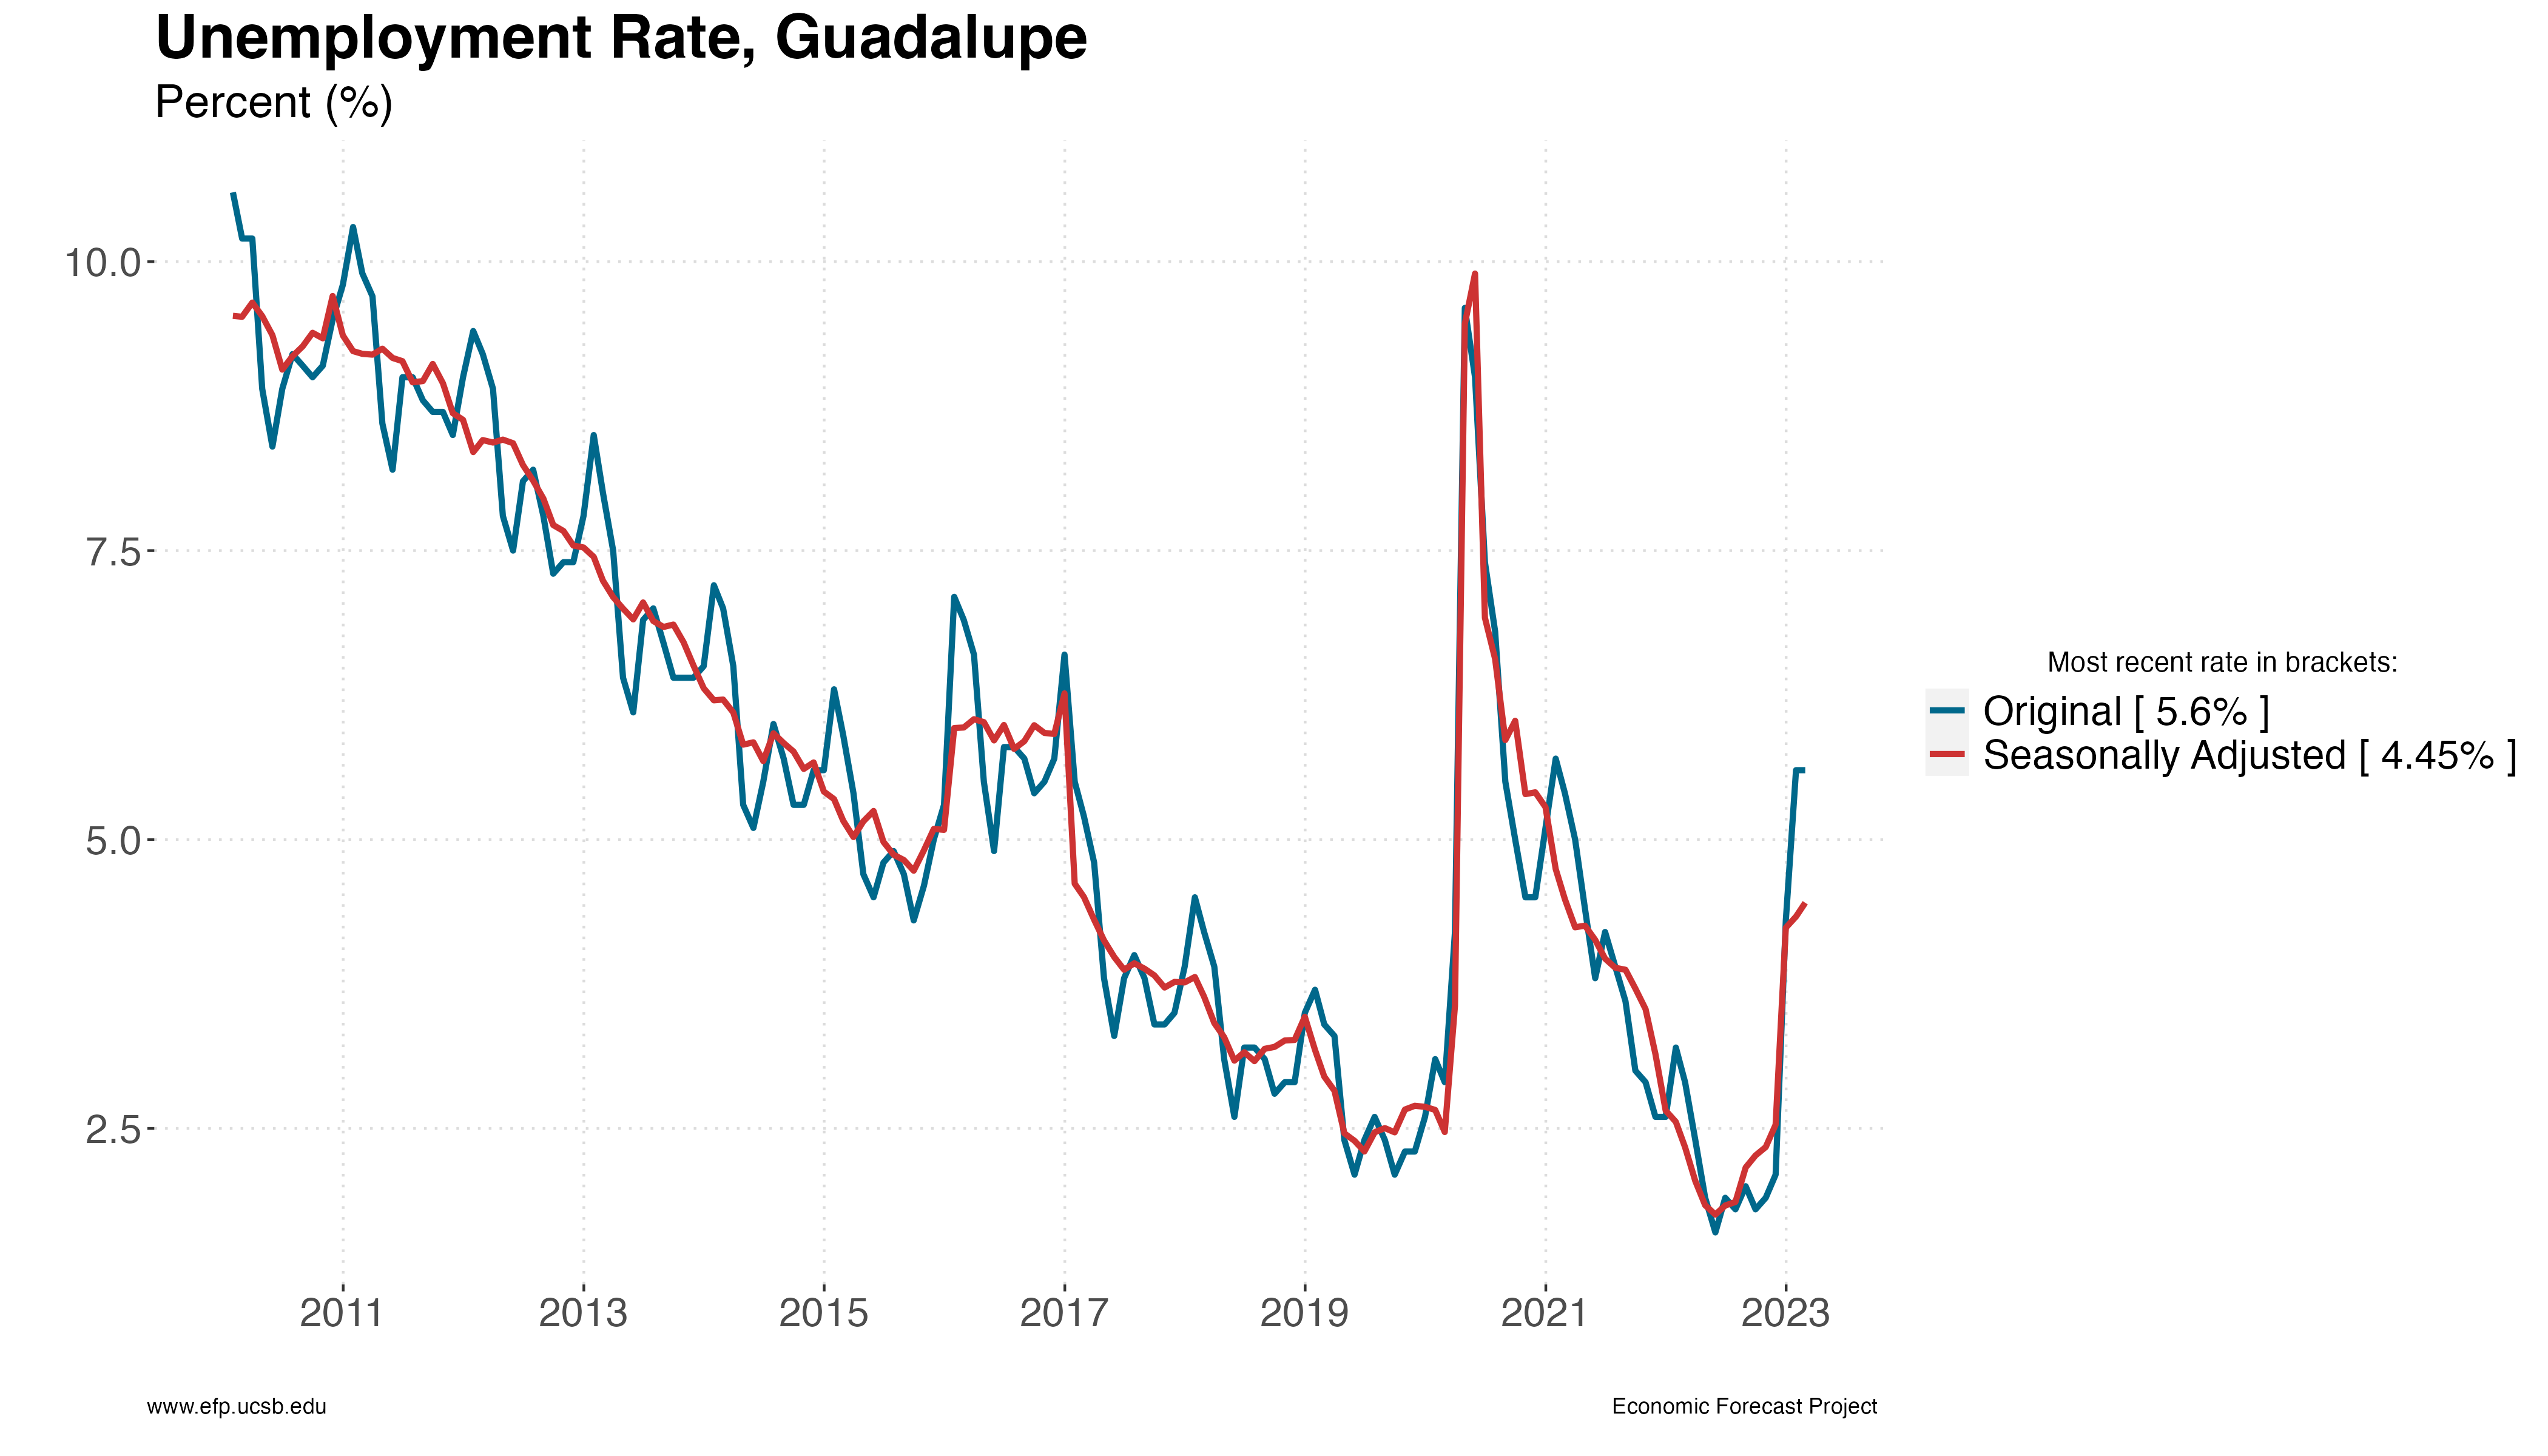 Unemployment Rate, Guadalupe
Percent (%)
10.0
7.5
5.0
2.5
2011 2013 2015 2017 2019 2021 2023
Most recent rate in brackets:
Original [ 5.6% ]
Seasonally Adjusted [ 4.45% ]
www.efp.ucsb.edu
Economic Forecast Project